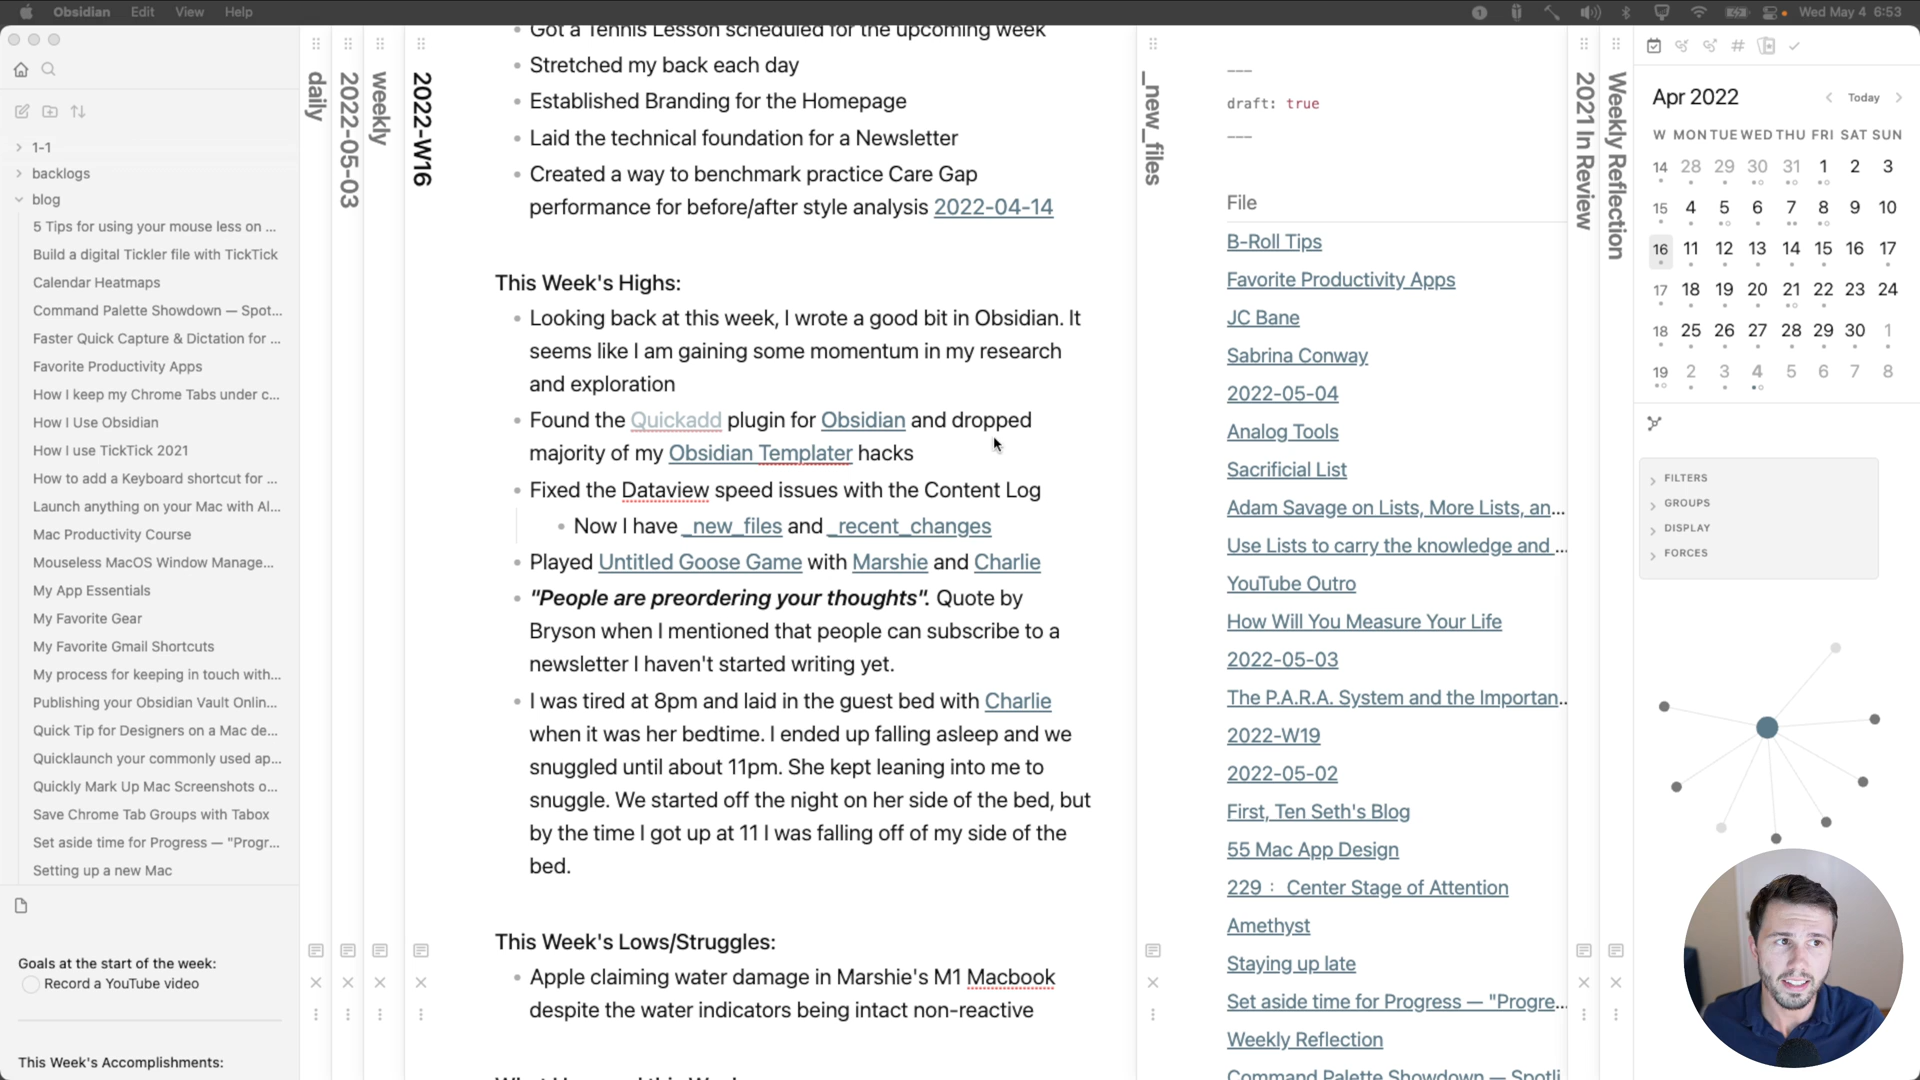 Obsidian Edit View Help
Wed May 4 6:53
1-1
backlogs
blog
5 Tips for using your mouse less on ...
Build a digital Tickler file with TickTick
Calendar Heatmaps
Command Palette Showdown — Spot...
Faster Quick Capture & Dictation for ...
Favorite Productivity Apps
How I keep my Chrome Tabs under c...
How I Use Obsidian
How I use TickTick 2021
How to add a Keyboard shortcut for ...
Launch anything on your Mac with Al...
Mac Productivity Course
Mouseless MacOS Window Manage...
My App Essentials
My Favorite Gear
My Favorite Gmail Shortcuts
My process for keeping in touch with...
Publishing your Obsidian Vault Onlin...
Quick Tip for Designers on a Mac de...
Quicklaunch your commonly used ap...
Quickly Mark Up Mac Screenshots o...
Save Chrome Tab Groups with Tabox
Set aside time for Progress — "Progr...
Setting up a new Mac
Goals at the start of the week:
Record a YouTube video
This Week's Accomplishments:
daily
2022-05-03
weekly
2022-W16
Got a Tennis Lesson scheduled for the upcoming week
Stretched my back each day
Established Branding for the Homepage
Laid the technical foundation for a Newsletter
Created a way to benchmark practice Care Gap
performance for before/after style analysis 2022-04-14
This Week's Highs:
Looking back at this week, I wrote a good bit in Obsidian. It
seems like I am gaining some momentum in my research
and exploration
Found the Quickadd plugin for Obsidian and dropped
majority of my Obsidian Templater hacks
Fixed the Dataview speed issues with the Content Log
Now I have _new_files and _recent_changes
Played Untitled Goose Game with Marshie and Charlie
"People are preordering your thoughts". Quote by
Bryson when I mentioned that people can subscribe to a
newsletter I haven't started writing yet.
I was tired at 8pm and laid in the guest bed with Charlie
when it was her bedtime. I ended up falling asleep and we
snuggled until about 11pm. She kept leaning into me to
snuggle. We started off the night on her side of the bed, but
by the time I got up at 11 I was falling off of my side of the
bed.
This Week's Lows/Struggles:
Apple claiming water damage in Marshie's M1 Macbook
despite the water indicators being intact non-reactive
_new_files
---
draft: true
---
File
B-Roll Tips
Favorite Productivity Apps
JC Bane
Sabrina Conway
2022-05-04
Analog Tools
Sacrificial List
Adam Savage on Lists, More Lists, an...
Use Lists to carry the knowledge and ...
YouTube Outro
How Will You Measure Your Life
2022-05-03
The P.A.R.A. System and the Importan...
2022-W19
2022-05-02
First, Ten Seth's Blog
55 Mac App Design
229 : Center Stage of Attention
Amethyst
Staying up late
Set aside time for Progress — "Progre...
Weekly Reflection
Command Palette Showdown — Spotli
2021 In Review
Weekly Reflection
Apr 2022
Today
W MON TUE WED THU FRI SAT SUN
14 28 29 30 31 1 2 3
15 4 5 6 7 8 9 10
16 11 12 13 14 15 16 17
17 18 19 20 21 22 23 24
18 25 26 27 28 29 30 1
19 2 3 4 5 6 7 8
FILTERS
GROUPS
DISPLAY
FORCES